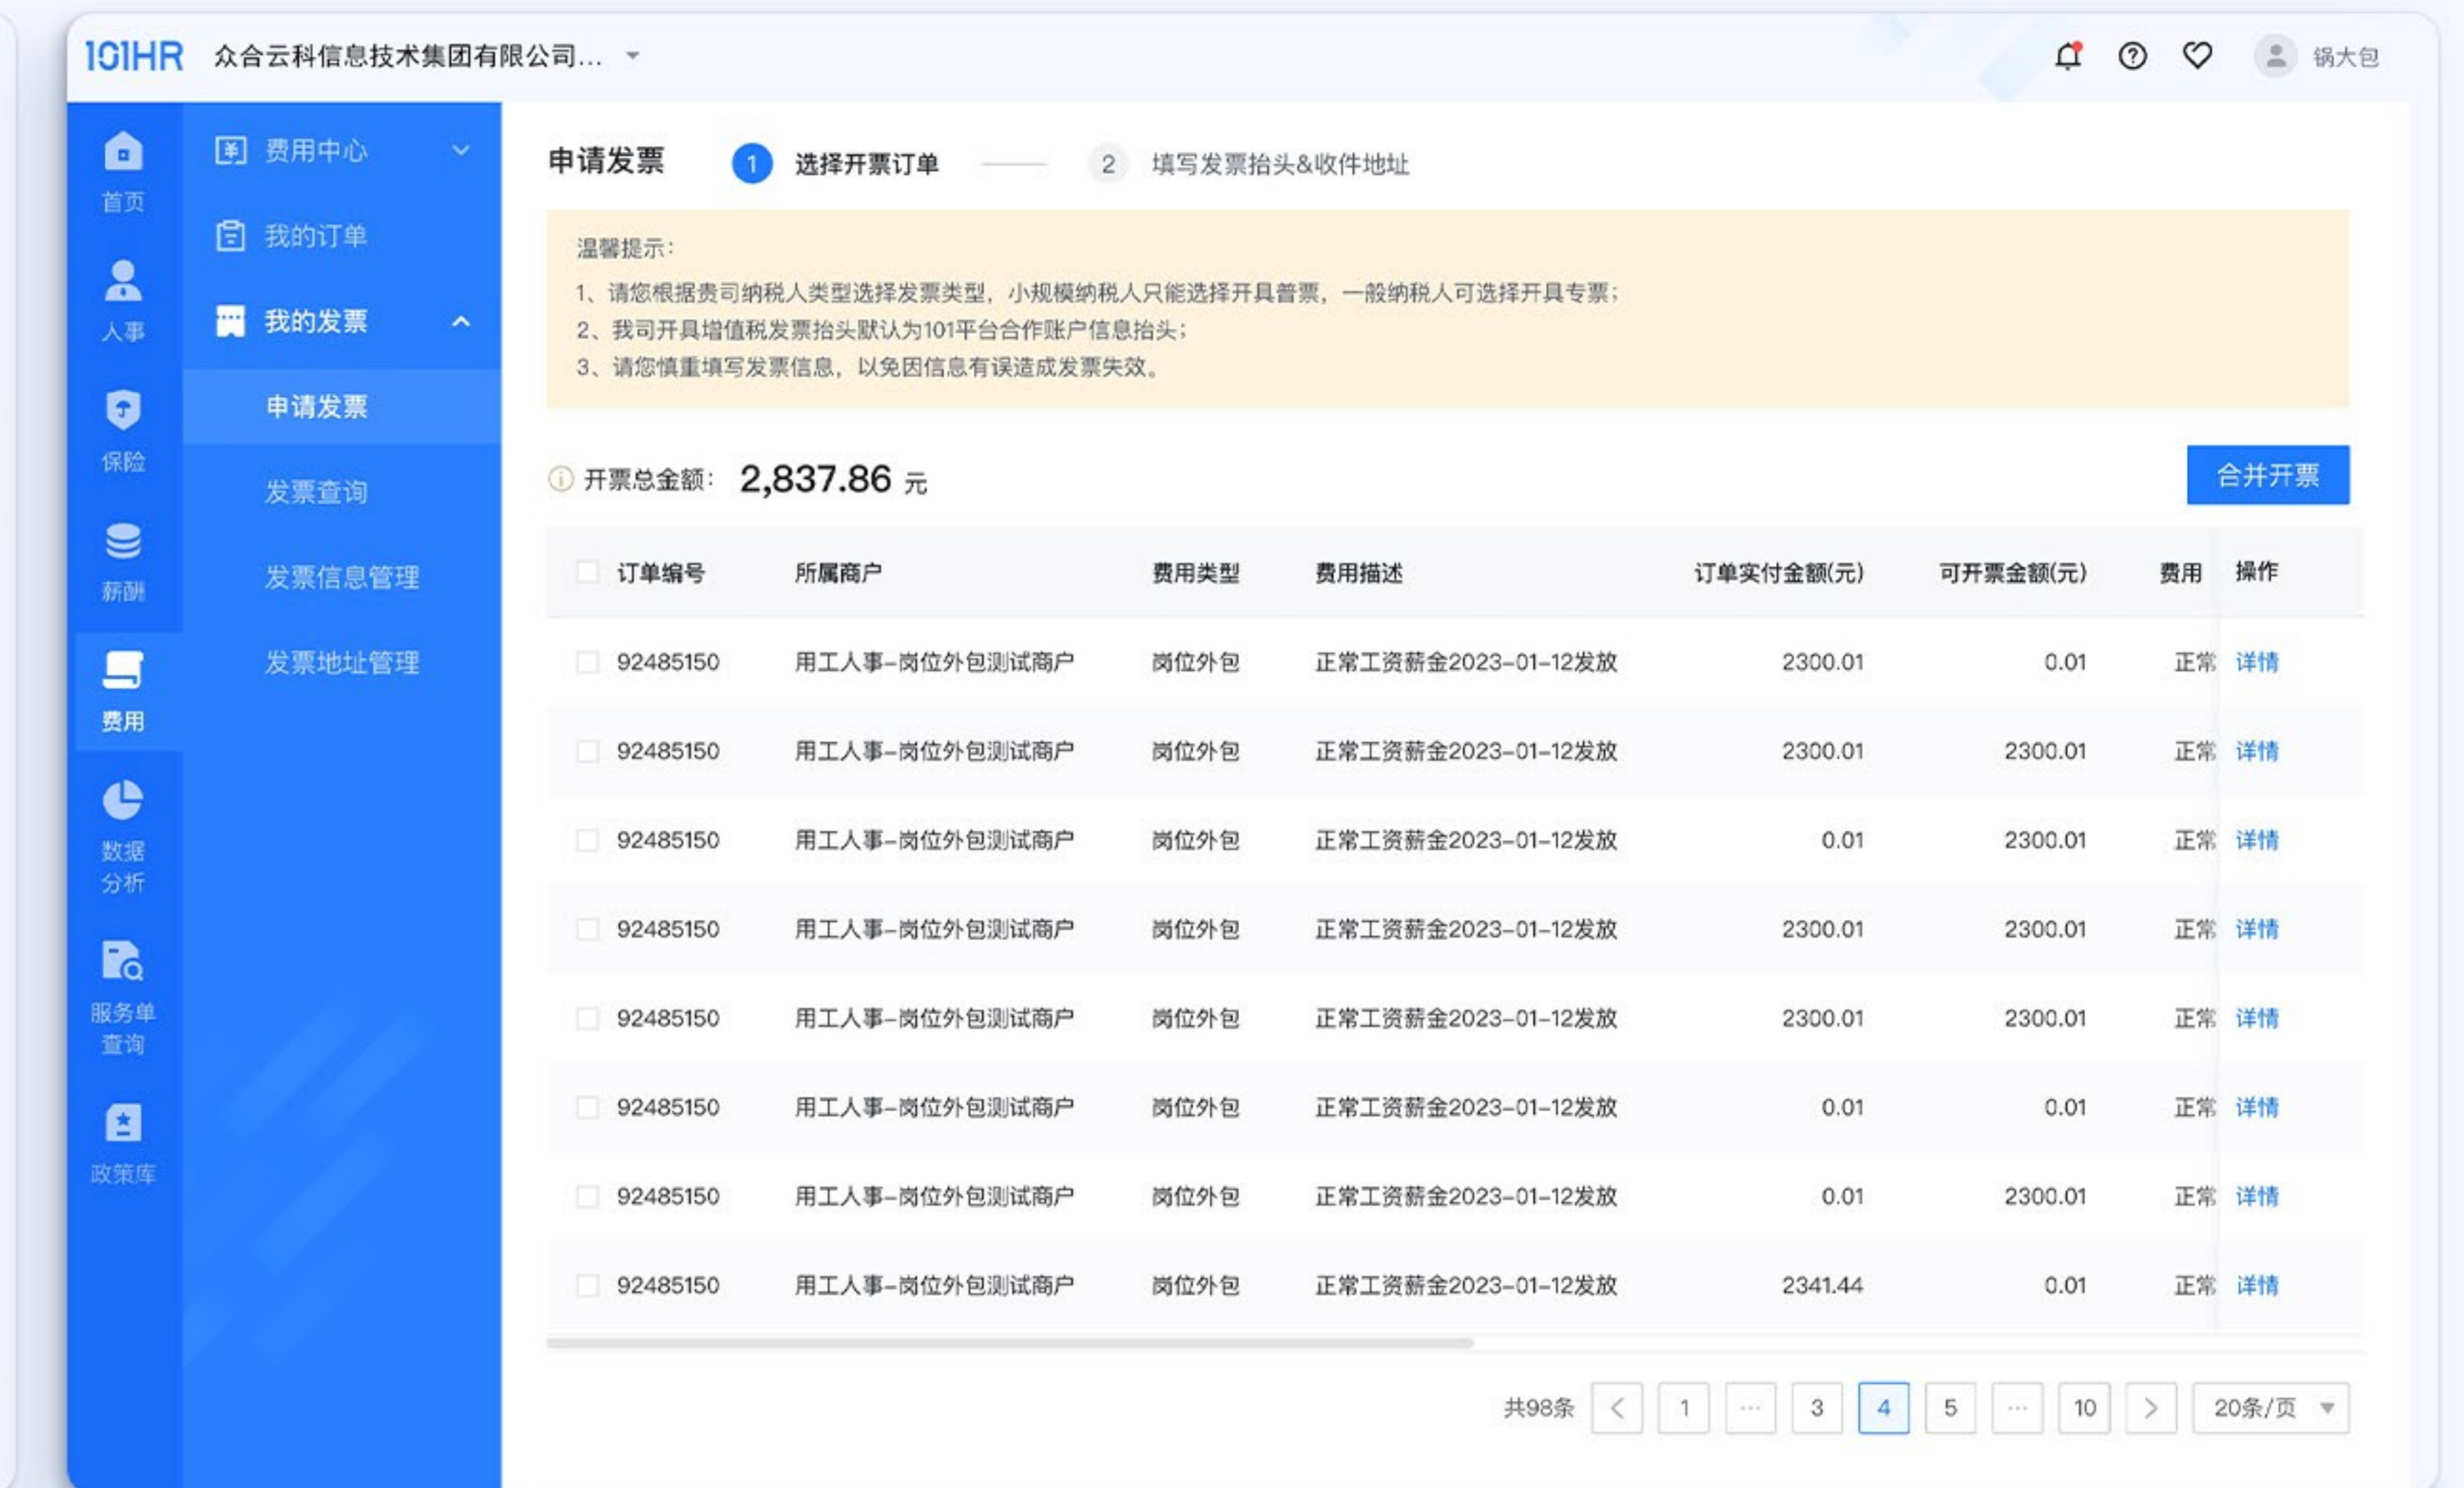 101HR 众合云科信息技术集团有限公司... 锅大包
首页
人事
保险
薪酬
费用
数据
分析
服务单
查询
政策库
费用中心
我的订单
我的发票
申请发票
发票查询
发票信息管理
发票地址管理
申请发票 1 选择开票订单 2 填写发票抬头&收件地址
温馨提示：
1、请您根据贵司纳税人类型选择发票类型，小规模纳税人只能选择开具普票，一般纳税人可选择开具专票；
2、我司开具增值税发票抬头默认为101平台合作账户信息抬头；
3、请您慎重填写发票信息，以免因信息有误造成发票失效。
开票总金额： 2,837.86 元 合并开票
订单编号 所属商户 费用类型 费用描述 订单实付金额(元) 可开票金额(元) 费用 操作
92485150 用工人事-岗位外包测试商户 岗位外包 正常工资薪金2023-01-12发放 2300.01 0.01 正常 详情
92485150 用工人事-岗位外包测试商户 岗位外包 正常工资薪金2023-01-12发放 2300.01 2300.01 正常 详情
92485150 用工人事-岗位外包测试商户 岗位外包 正常工资薪金2023-01-12发放 0.01 2300.01 正常 详情
92485150 用工人事-岗位外包测试商户 岗位外包 正常工资薪金2023-01-12发放 2300.01 2300.01 正常 详情
92485150 用工人事-岗位外包测试商户 岗位外包 正常工资薪金2023-01-12发放 2300.01 2300.01 正常 详情
92485150 用工人事-岗位外包测试商户 岗位外包 正常工资薪金2023-01-12发放 0.01 0.01 正常 详情
92485150 用工人事-岗位外包测试商户 岗位外包 正常工资薪金2023-01-12发放 0.01 2300.01 正常 详情
92485150 用工人事-岗位外包测试商户 岗位外包 正常工资薪金2023-01-12发放 2341.44 0.01 正常 详情
共98条 < 1 ··· 3 4 5 ··· 10 > 20条/页